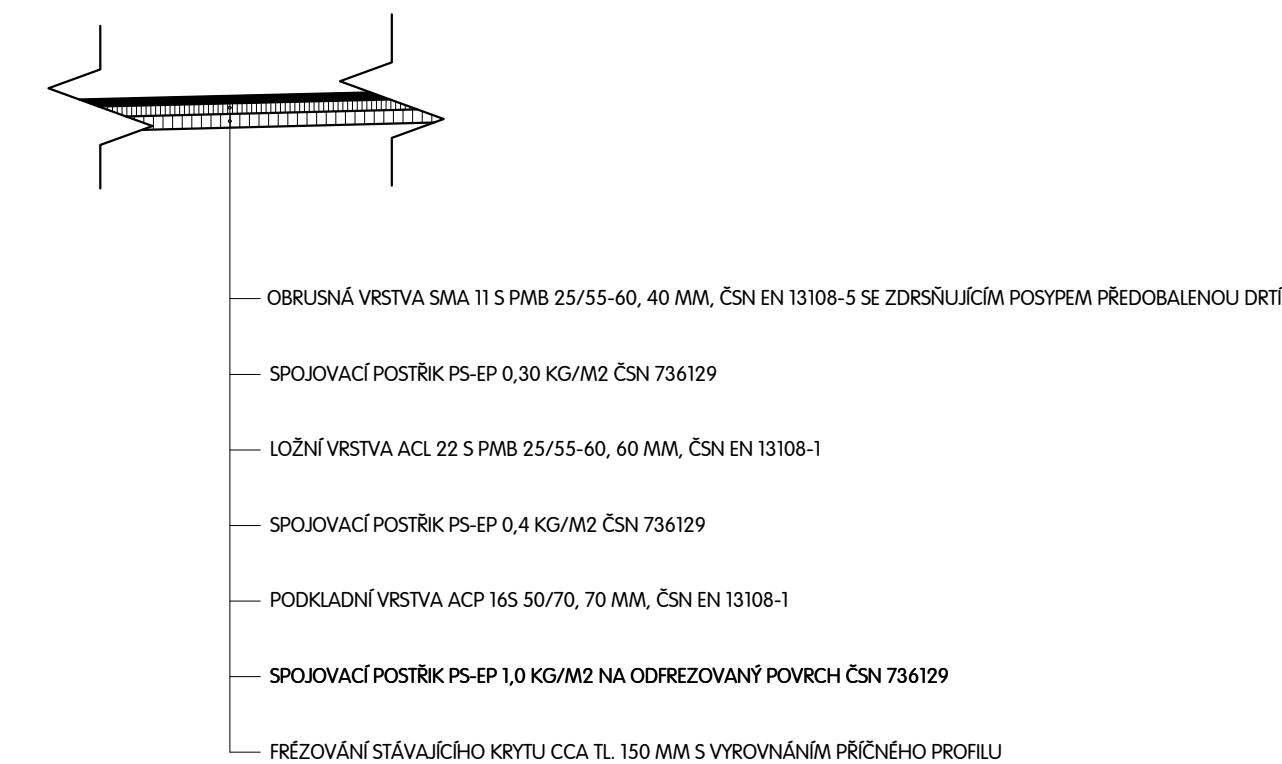 OBRUSNÁ VRSTVA SMA 11 S PMB 25/55-60, 40 MM, ČSN EN 13108-5 SE ZDRSŇUJÍCÍM POSYPEM PŘEDOBALENOU DRTÍ
SPOJOVACÍ POSTŘIK PS-EP 0,30 KG/M2 ČSN 736129
LOŽNÍ VRSTVA ACL 22 S PMB 25/55-60, 60 MM, ČSN EN 13108-1
SPOJOVACÍ POSTŘIK PS-EP 0,4 KG/M2 ČSN 736129
PODKLADNÍ VRSTVA ACP 16S 50/70, 70 MM, ČSN EN 13108-1
SPOJOVACÍ POSTŘIK PS-EP 1,0 KG/M2 NA ODFREZOVANÝ POVRCH ČSN 736129
FRÉZOVÁNÍ STÁVAJÍCÍHO KRYTU CCA TL. 150 MM S VYROVNÁNÍM PŘÍČNÉHO PROFILU